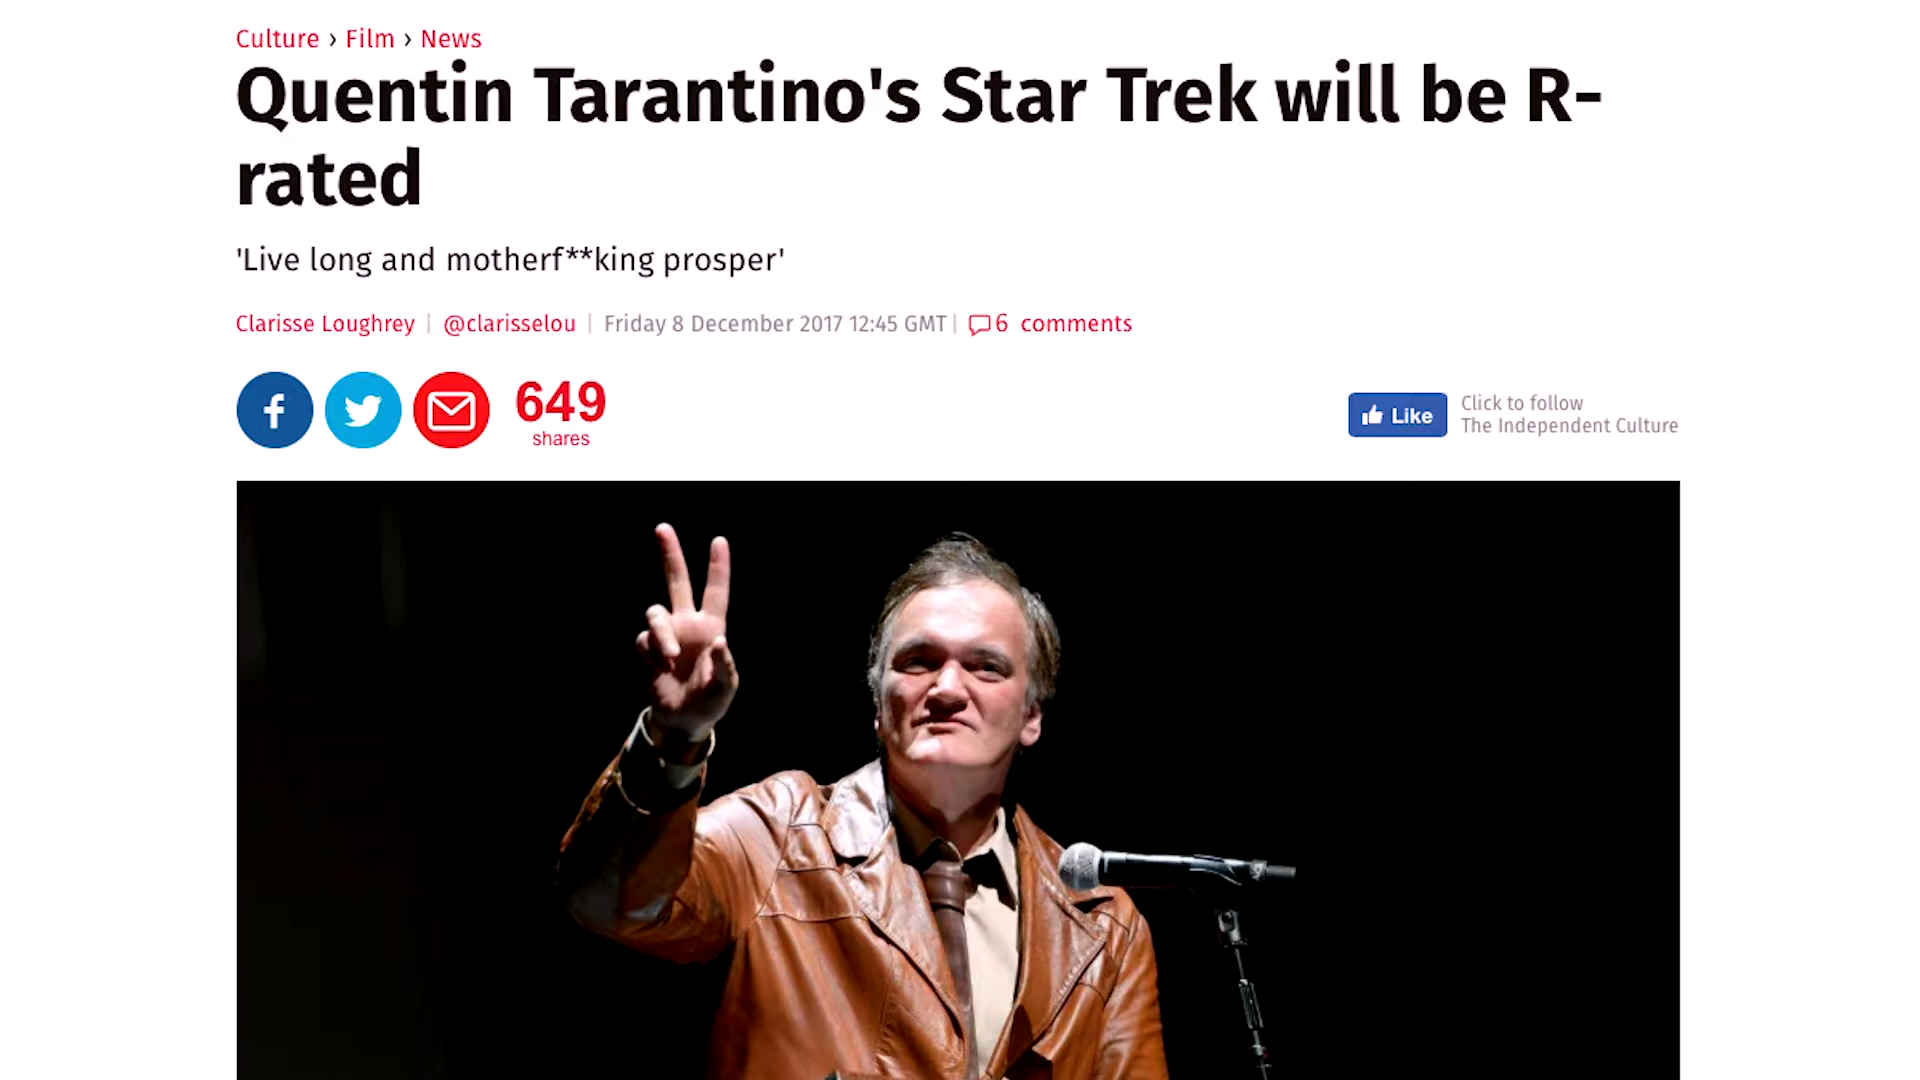 Culture › Film › News
Quentin Tarantino's Star Trek will be R-
rated
'Live long and motherf**king prosper'
Clarisse Loughrey | @clarisselou | Friday 8 December 2017 12:45 GMT | 6 comments
649
shares
Like
Click to follow
The Independent Culture